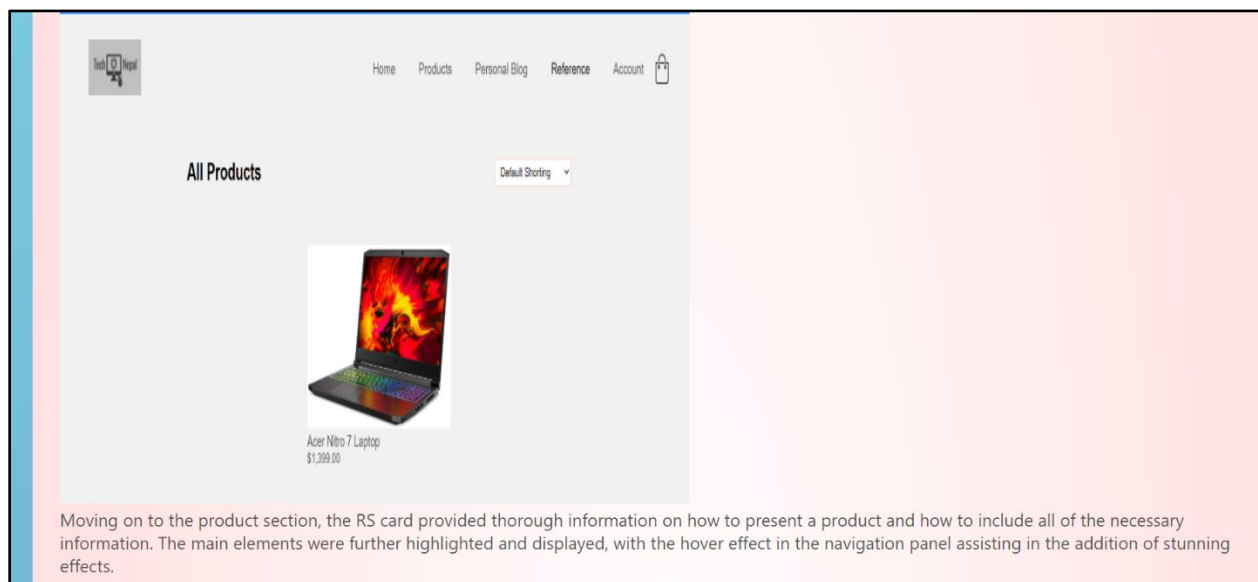 Tech Nepal
Home Products Personal Blog Reference Account
All Products
Default Shorting
Acer Nitro 7 Laptop
$1,399.00
Moving on to the product section, the RS card provided thorough information on how to present a product and how to include all of the necessary
information. The main elements were further highlighted and displayed, with the hover effect in the navigation panel assisting in the addition of stunning
effects.